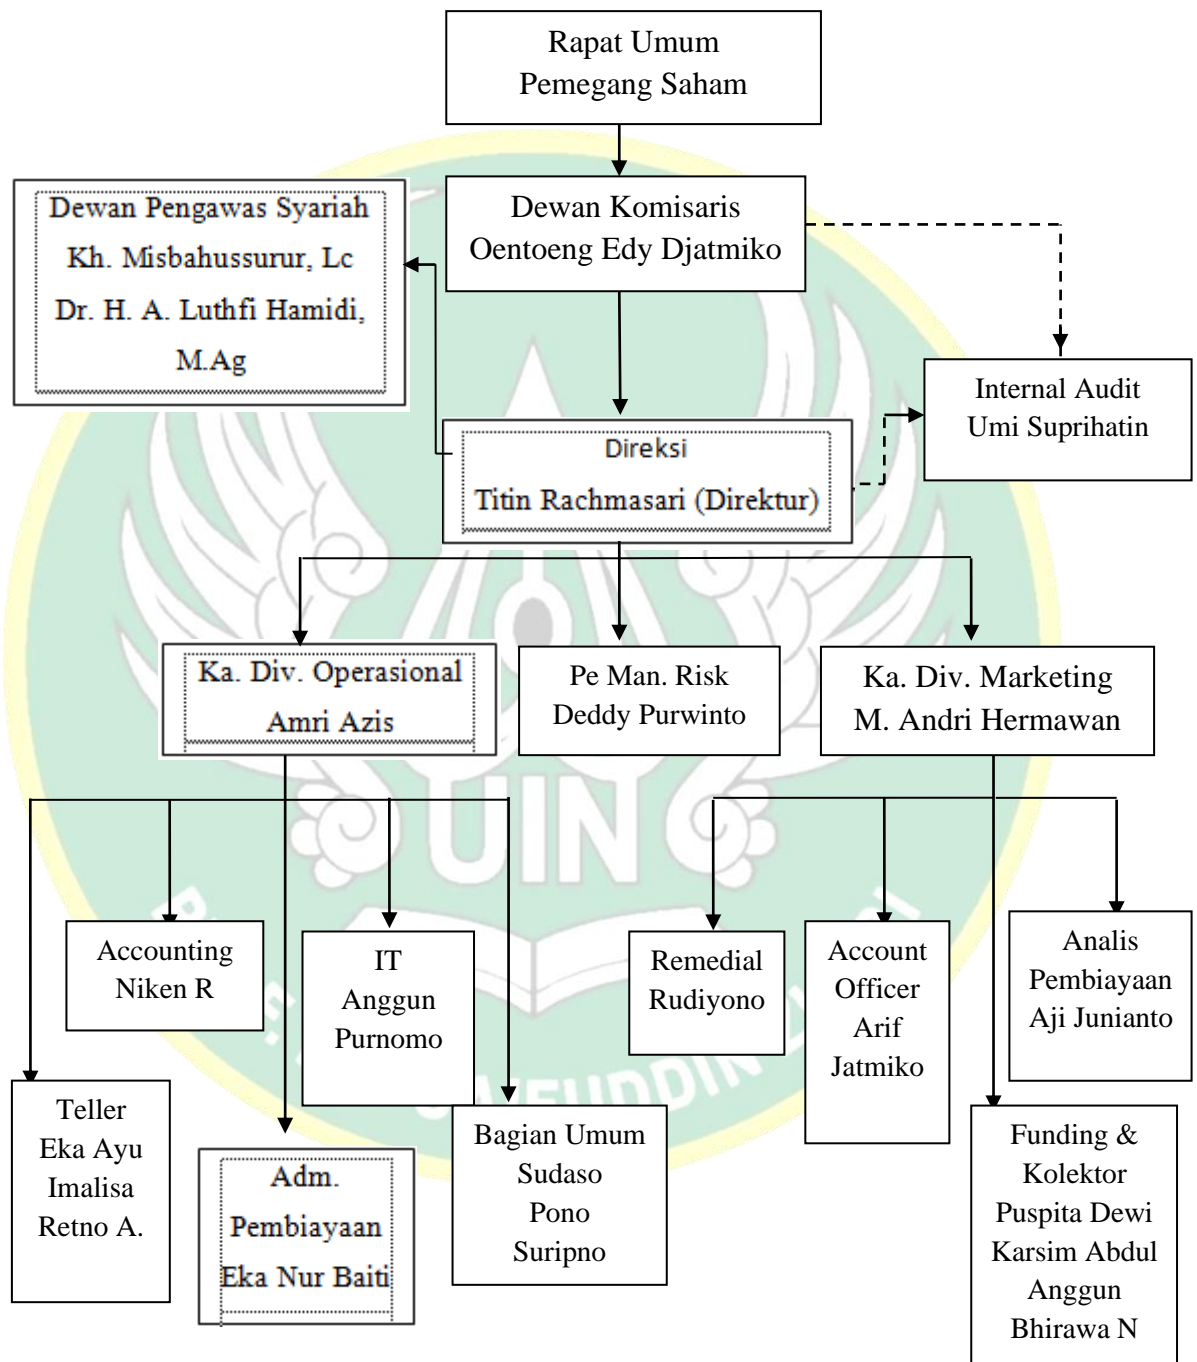 Rapat Umum
Pemegang Saham
Dewan Pengawas Syariah
Kh. Misbahussurur, Lc
Dr. H. A. Luthfi Hamidi,
M.Ag
Dewan Komisaris
Oentoeng Edy Djatmiko
Internal Audit
Umi Suprihatin
Direksi
Titin Rachmasari (Direktur)
Ka. Div. Operasional
Amri Azis
Pe Man. Risk
Deddy Purwinto
Ka. Div. Marketing
M. Andri Hermawan
UIN
Accounting
Niken R
IT
Anggun
Purnomo
Remedial
Rudiyono
Account
Officer
Arif
Jatmiko
Analis
Pembiayaan
Aji Junianto
Teller
Eka Ayu
Imalisa
Retno A.
Adm.
Pembiayaan
Eka Nur Baiti
Bagian Umum
Sudaso
Pono
Suripno
Funding &
Kolektor
Puspita Dewi
Karsim Abdul
Anggun
Bhirawa N